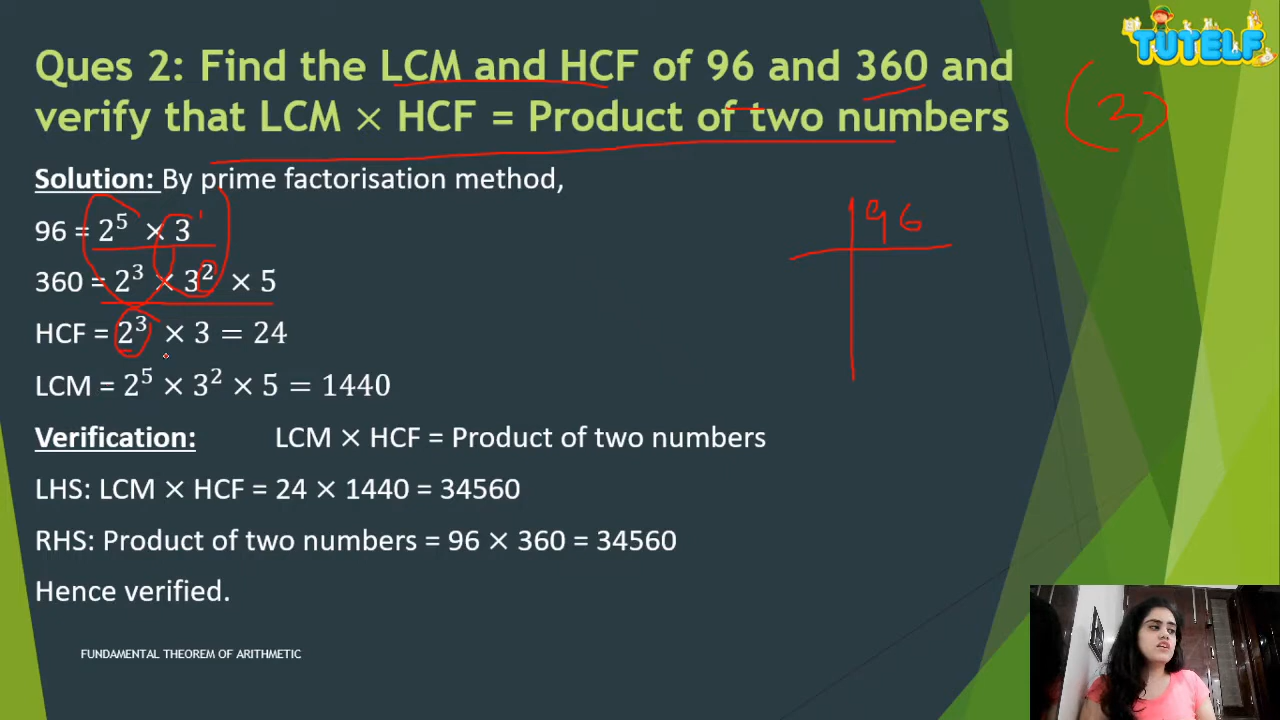 TUTELF
Ques 2: Find the LCM and HCF of 96 and 360 and
verify that LCM × HCF = Product of two numbers
(3)
Solution: By prime factorisation method,
96 = 2⁵ × 3
1
96
360 = 2³ × 3² × 5
HCF = 2³ × 3 = 24
LCM = 2⁵ × 3² × 5 = 1440
Verification: LCM × HCF = Product of two numbers
LHS: LCM × HCF = 24 × 1440 = 34560
RHS: Product of two numbers = 96 × 360 = 34560
Hence verified.
FUNDAMENTAL THEOREM OF ARITHMETIC